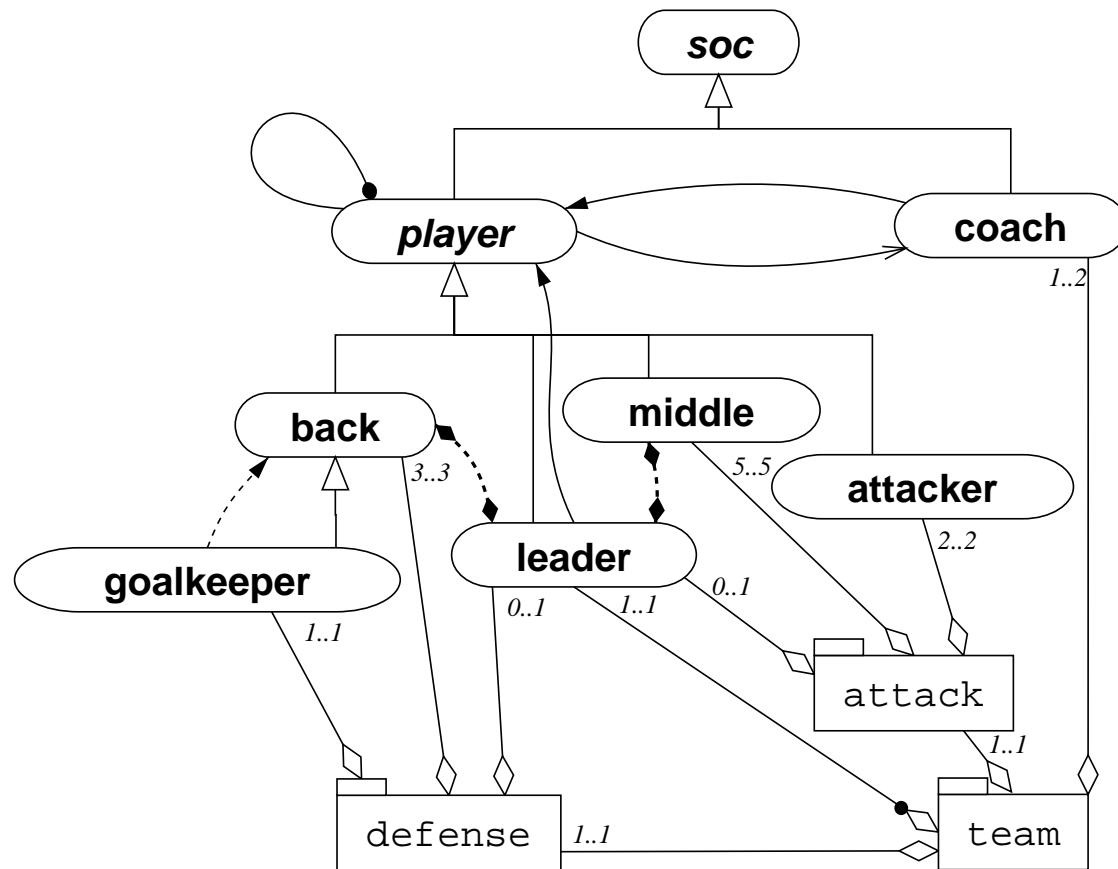 soc
player
coach
1..2
back
middle
3..3
5..5
attacker
2..2
goalkeeper
leader
0..1
1..1
0..1
1..1
attack
1..1
defense
1..1
team